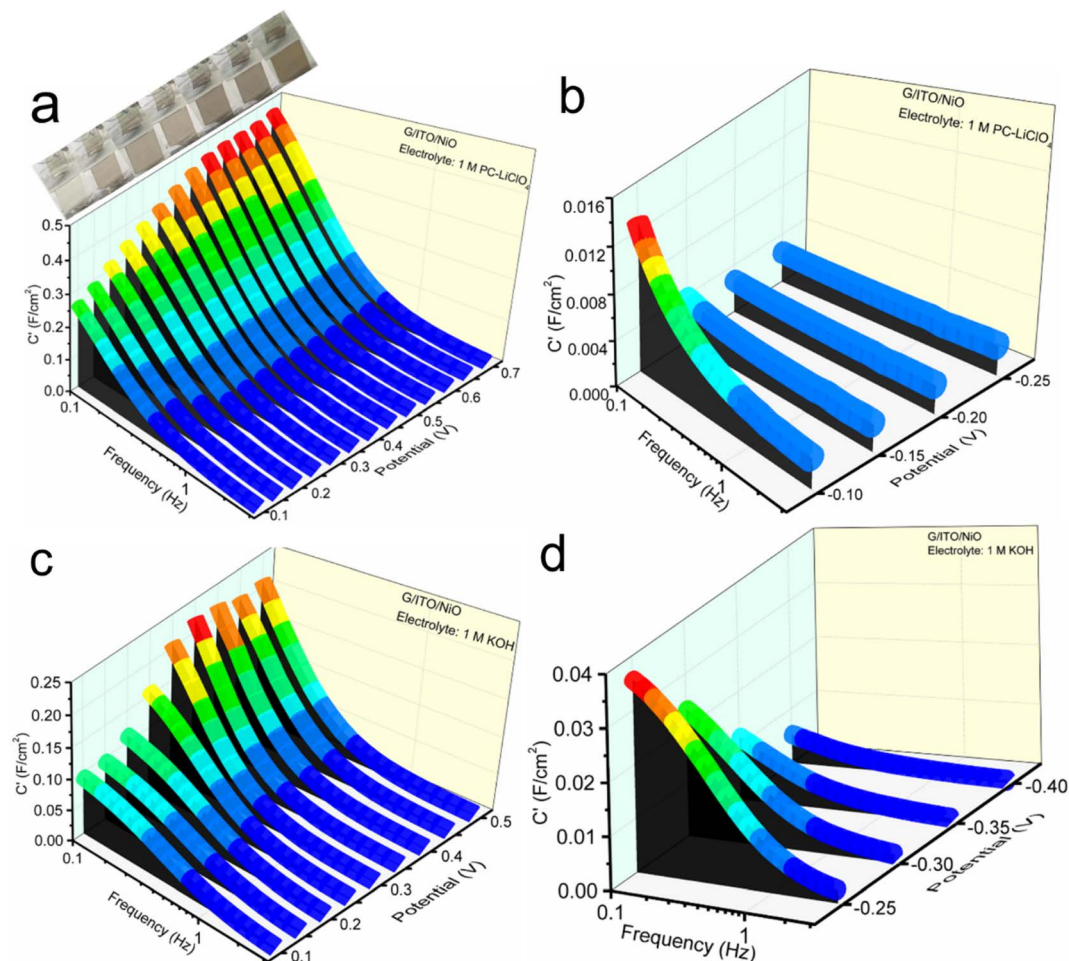 a
G/ITO/NiO
Electrolyte: 1 M PC-LiClO4
0.5
0.4
0.3
0.2
0.1
0.0
C' (F/cm²)
0.1
1
Frequency (Hz)
0.1
0.2
0.3
0.4
0.5
0.6
0.7
Potential (V)
b
G/ITO/NiO
Electrolyte: 1 M PC-LiClO4
0.016
0.012
0.008
0.004
0.000
C' (F/cm²)
0.1
1
Frequency (Hz)
-0.10
-0.15
-0.20
-0.25
Potential (V)
c
G/ITO/NiO
Electrolyte: 1 M KOH
0.25
0.20
0.15
0.10
0.05
0.00
C' (F/cm²)
0.1
1
Frequency (Hz)
0.1
0.2
0.3
0.4
0.5
Potential (V)
d
G/ITO/NiO
Electrolyte: 1 M KOH
0.04
0.03
0.02
0.01
0.00
C' (F/cm²)
0.1
1
Frequency (Hz)
-0.25
-0.30
-0.35
-0.40
Potential (V)